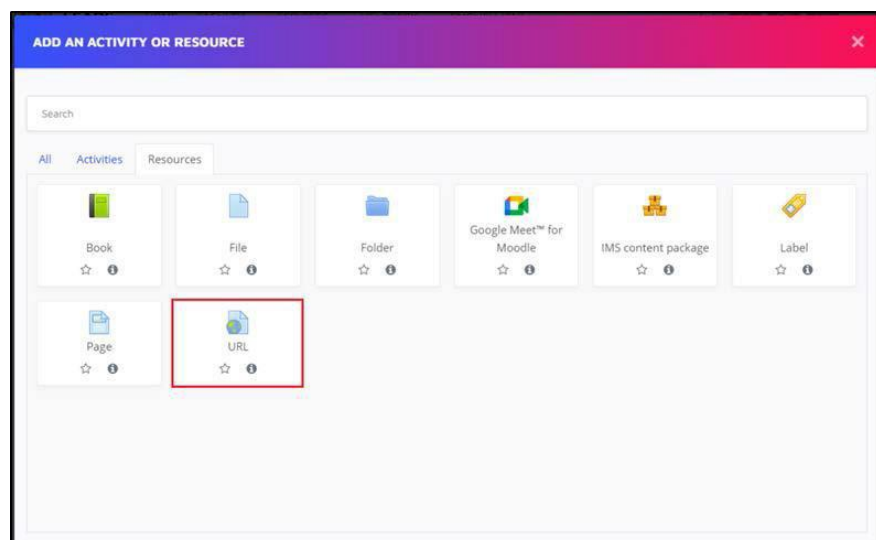 ADD AN ACTIVITY OR RESOURCE
Search
All Activities Resources
Book
File
Folder
Google Meet™ for
Moodle
IMS content package
Label
Page
URL